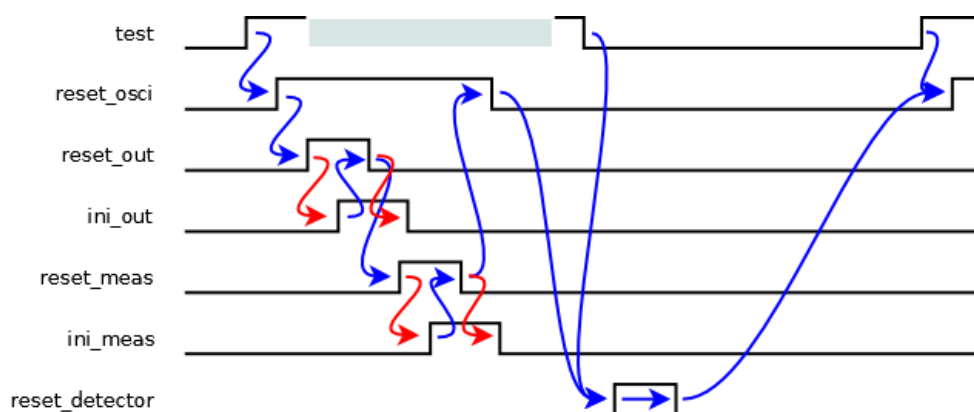 test
reset_osci
reset_out
ini_out
reset_meas
ini_meas
reset_detector